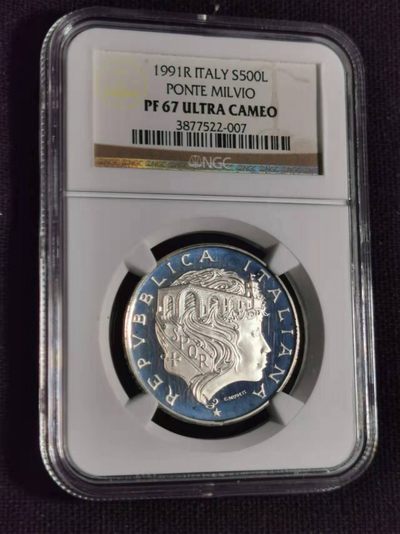 1991R ITALY S500L
PONTE MILVIO
PF 67 ULTRA CAMEO
3877522-007
NGC
REPVBBLICA ITALIANA
SPQR